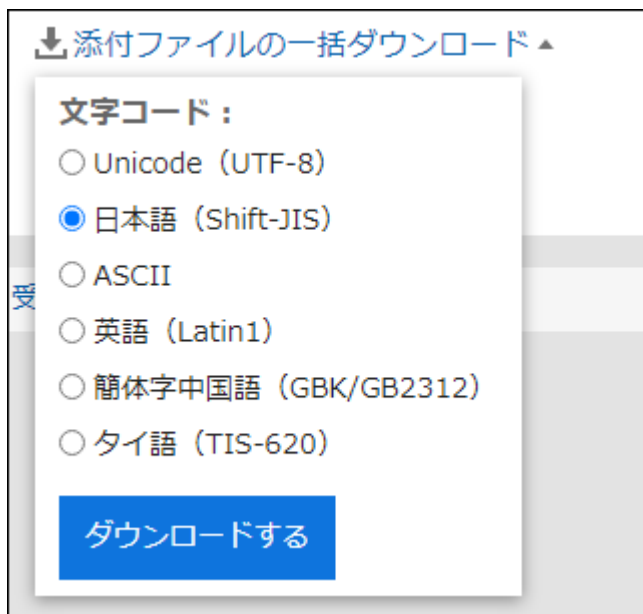 添付ファイルの一括ダウンロード
文字コード：
Unicode（UTF-8）
日本語（Shift-JIS）
ASCII
受
英語（Latin1）
簡体字中国語（GBK/GB2312）
タイ語（TIS-620）
ダウンロードする